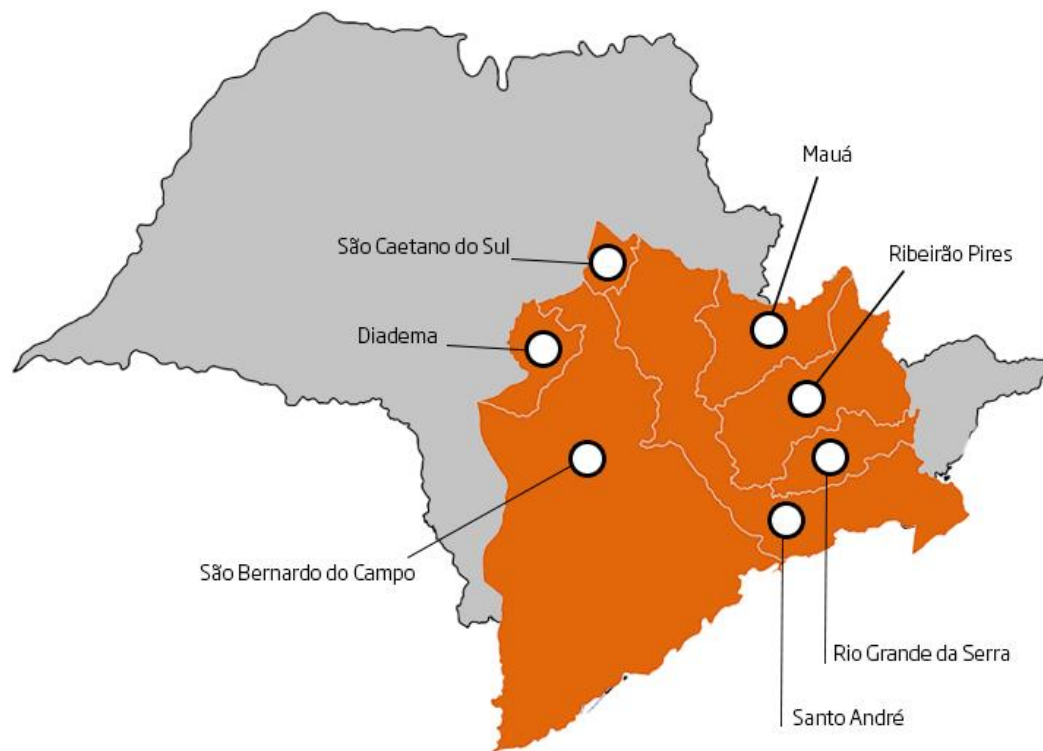 Mauá
São Caetano do Sul
Ribeirão Pires
Diadema
São Bernardo do Campo
Rio Grande da Serra
Santo André